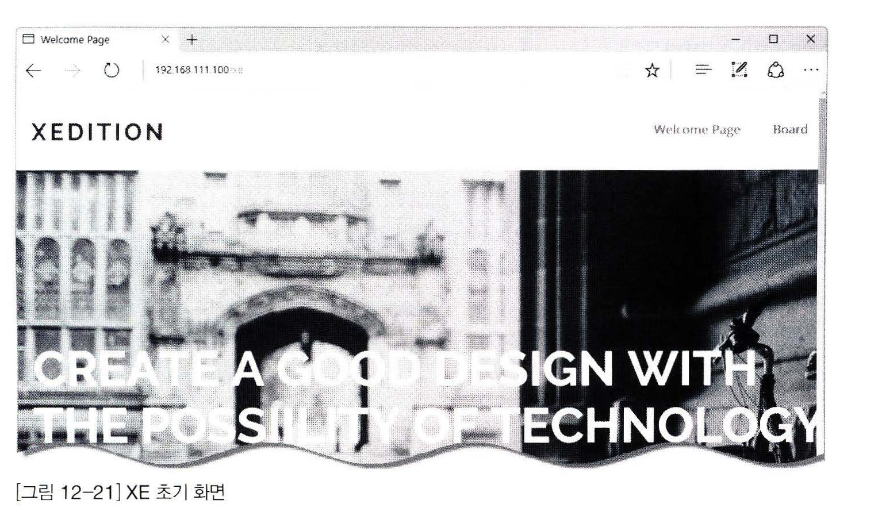 Welcome Page
192.168.111.100/xe
XEDITION
Welcome Page Board
CREATE A GOOD DESIGN WITH
THE POSSIILITY OF TECHNOLOGY
[그림 12-21] XE 초기 화면